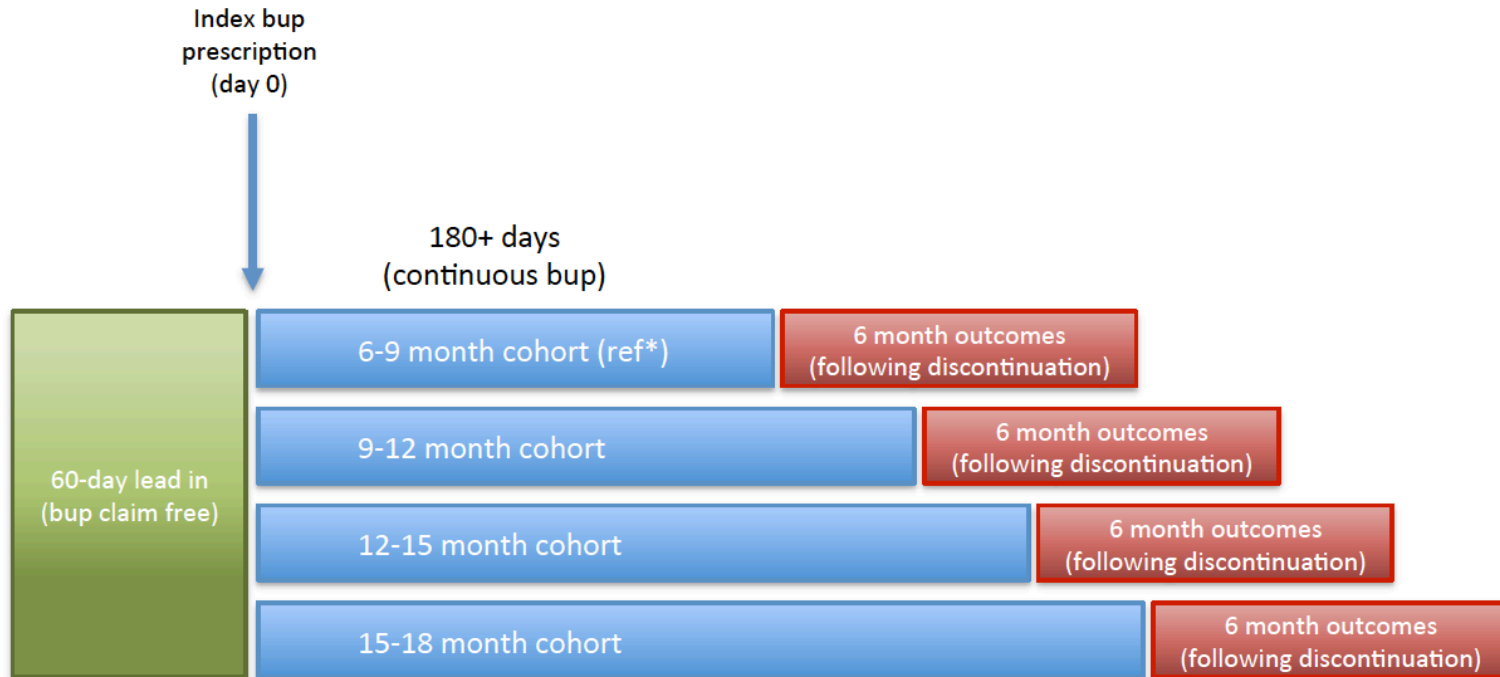 Index bup
prescription
(day 0)
180+ days
(continuous bup)
60-day lead in
(bup claim free)
6-9 month cohort (ref*)
6 month outcomes
(following discontinuation)
9-12 month cohort
6 month outcomes
(following discontinuation)
12-15 month cohort
6 month outcomes
(following discontinuation)
15-18 month cohort
6 month outcomes
(following discontinuation)